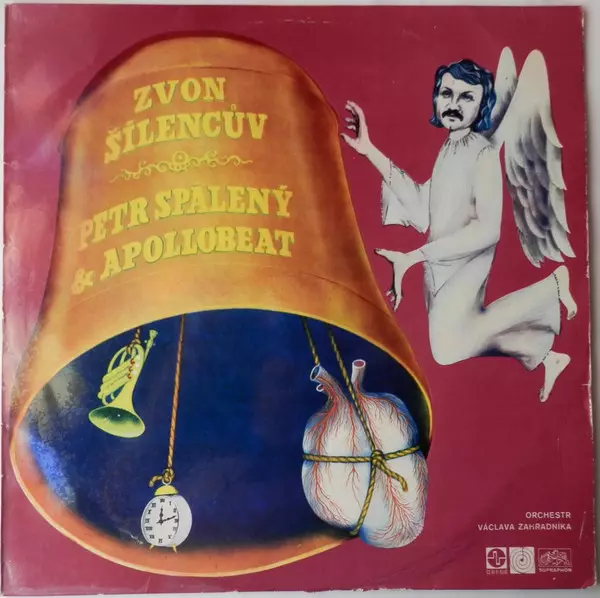 ZVON
ŠÍLENCŮV
PETR SPÁLENÝ
& APOLLOBEAT
ORCHESTR
VÁCLAVA ZAHRADNÍKA
SUPRAPHON